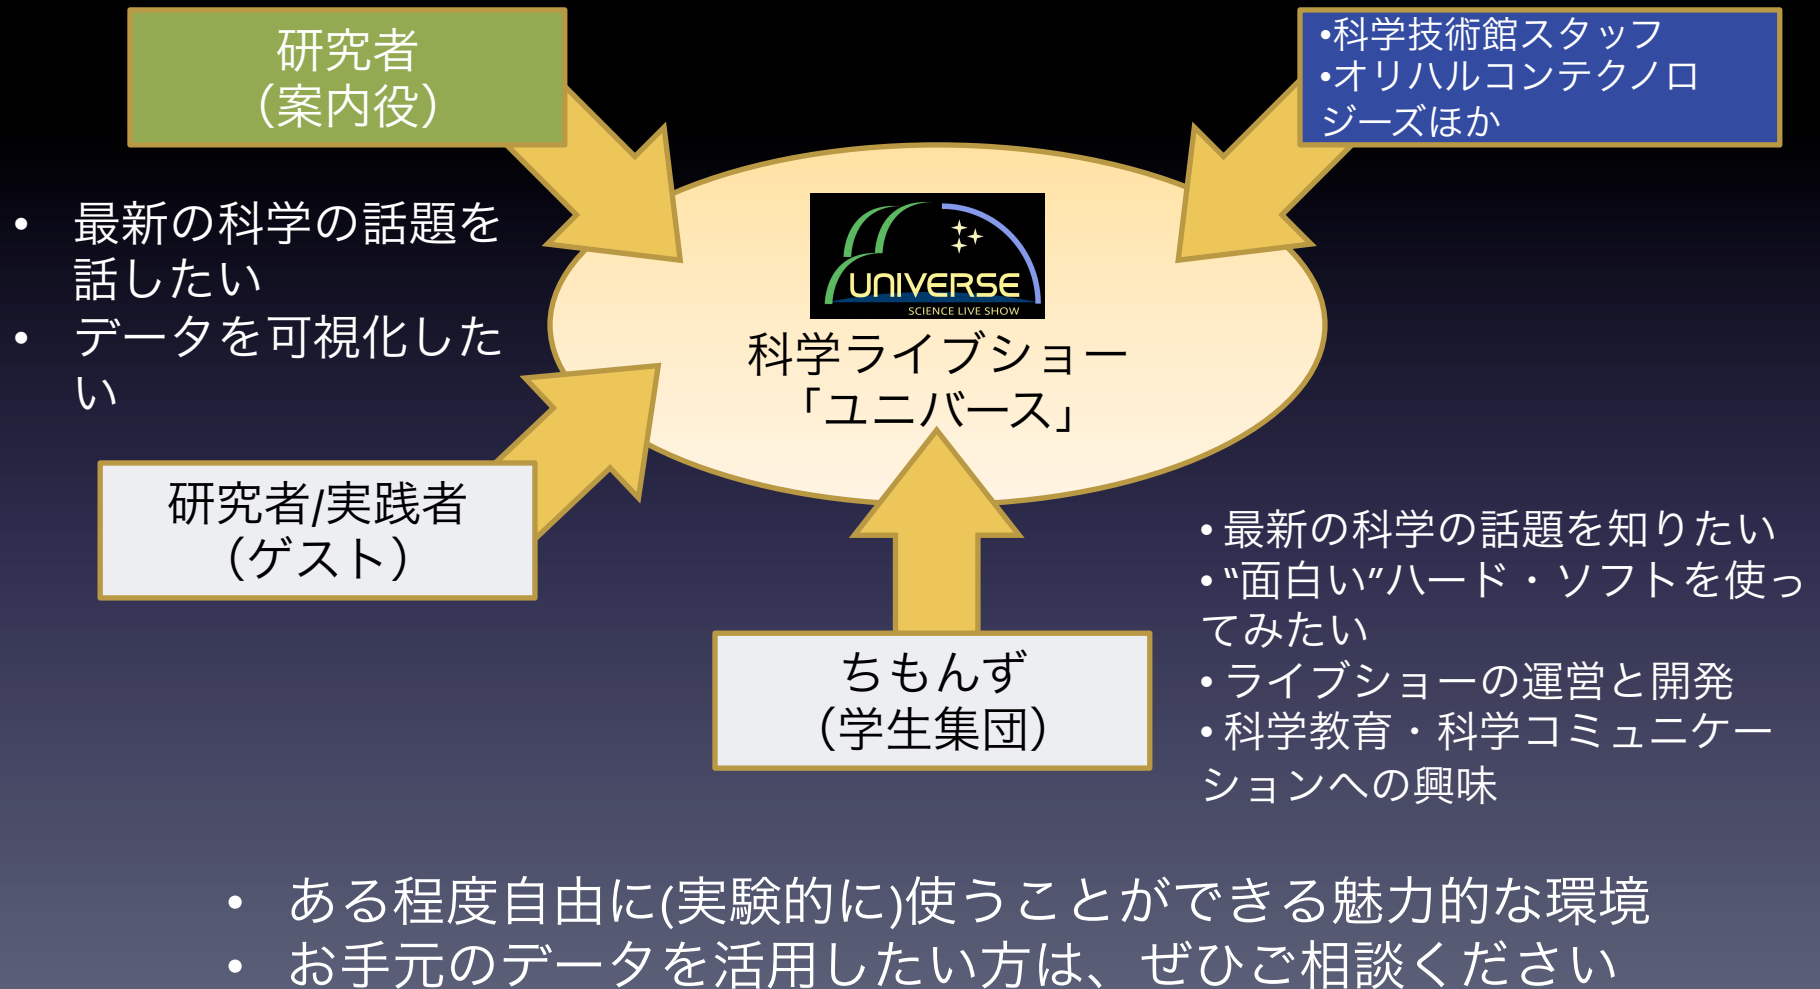 研究者
（案内役）
•科学技術館スタッフ
•オリハルコンテクノロ
ジーズほか
• 最新の科学の話題を
話したい
• データを可視化した
い
UNIVERSE
SCIENCE LIVE SHOW
科学ライブショー
「ユニバース」
研究者/実践者
（ゲスト）
ちもんず
（学生集団）
• 最新の科学の話題を知りたい
• “面白い”ハード・ソフトを使っ
てみたい
• ライブショーの運営と開発
• 科学教育・科学コミュニケー
ションへの興味
• ある程度自由に(実験的に)使うことができる魅力的な環境
• お手元のデータを活用したい方は、ぜひご相談ください